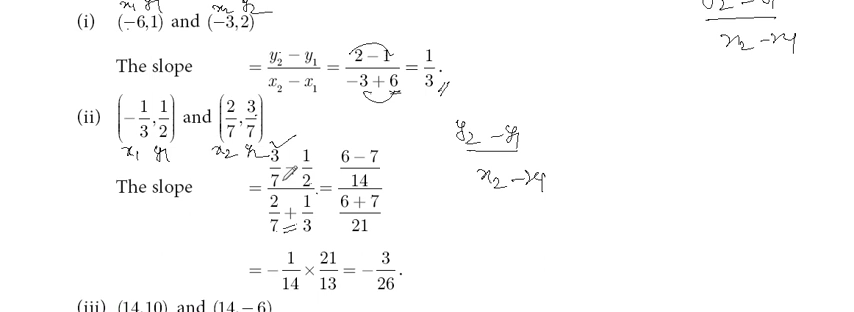 x₁ y₁ x₂ y₂
(i) (−6,1) and (−3,2)
y₂ − y₁ / x₂ − x₁
The slope = (y₂ − y₁)/(x₂ − x₁) = (2 − 1)/(−3 + 6) = 1/3 .
(ii) (−1/3, 1/2) and (2/7, 3/7)
x₁ y₁ x₂ y₂
y₂ − y₁ / x₂ − x₁
The slope = (3/7 − 1/2)/(2/7 + 1/3) = ((6 − 7)/14)/((6 + 7)/21)
= − 1/14 × 21/13 = − 3/26 .
(iii) (14,10) and (14, − 6)